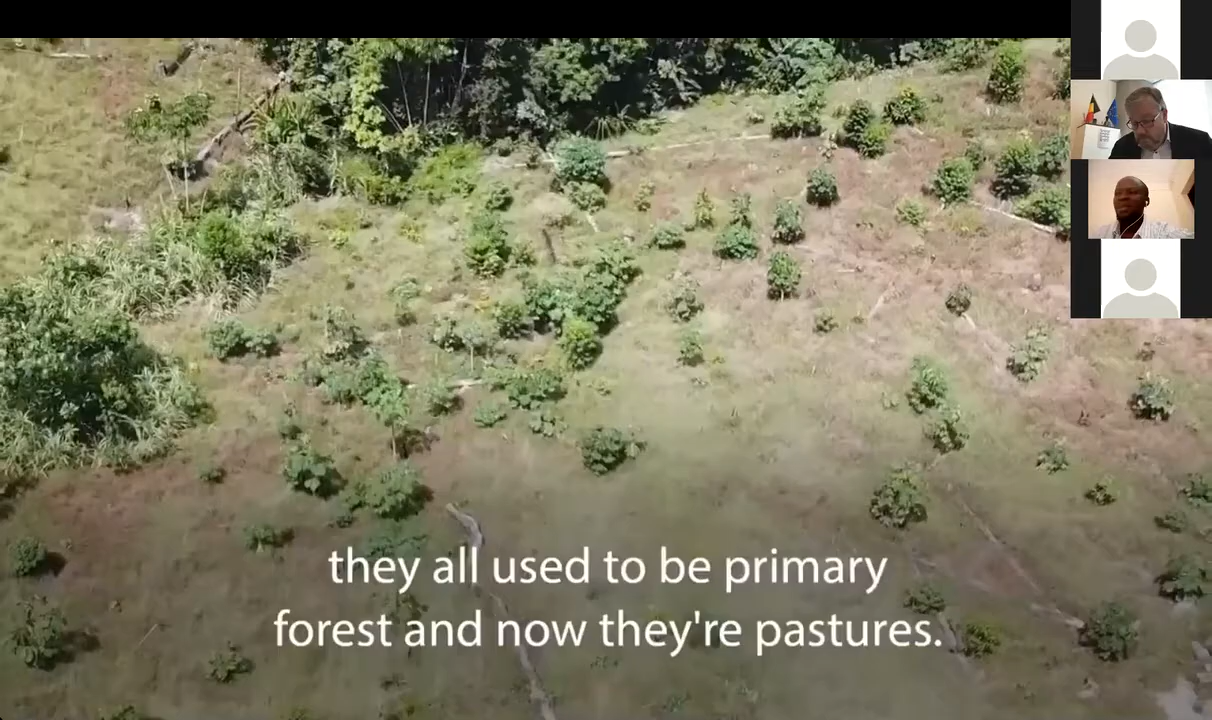 they all used to be primary
forest and now they're pastures.